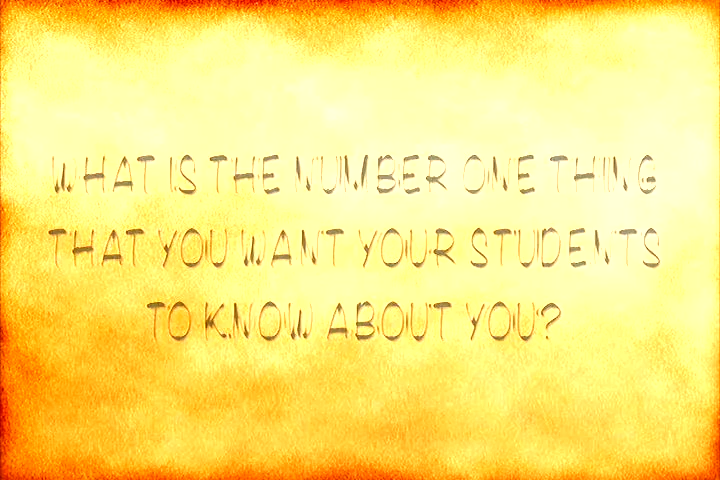 WHAT IS THE NUMBER ONE THING
THAT YOU WANT YOUR STUDENTS
TO KNOW ABOUT YOU?